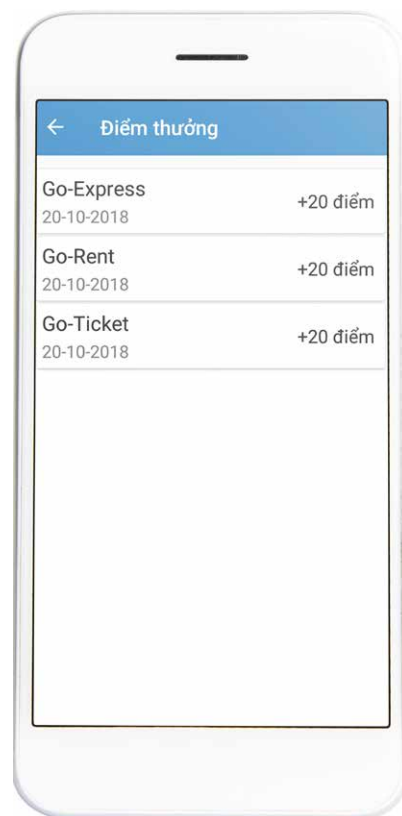 Điểm thưởng
Go-Express
20-10-2018
+20 điểm
Go-Rent
20-10-2018
+20 điểm
Go-Ticket
20-10-2018
+20 điểm